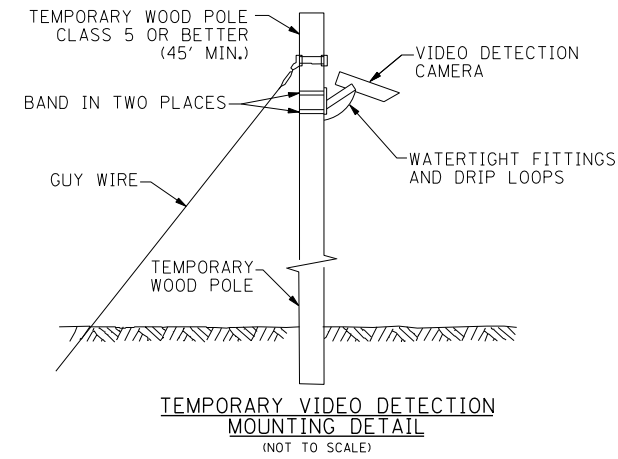 TEMPORARY WOOD POLE
CLASS 5 OR BETTER
(45' MIN.)
VIDEO DETECTION
CAMERA
BAND IN TWO PLACES
WATERTIGHT FITTINGS
AND DRIP LOOPS
GUY WIRE
TEMPORARY
WOOD POLE
TEMPORARY VIDEO DETECTION
MOUNTING DETAIL
(NOT TO SCALE)